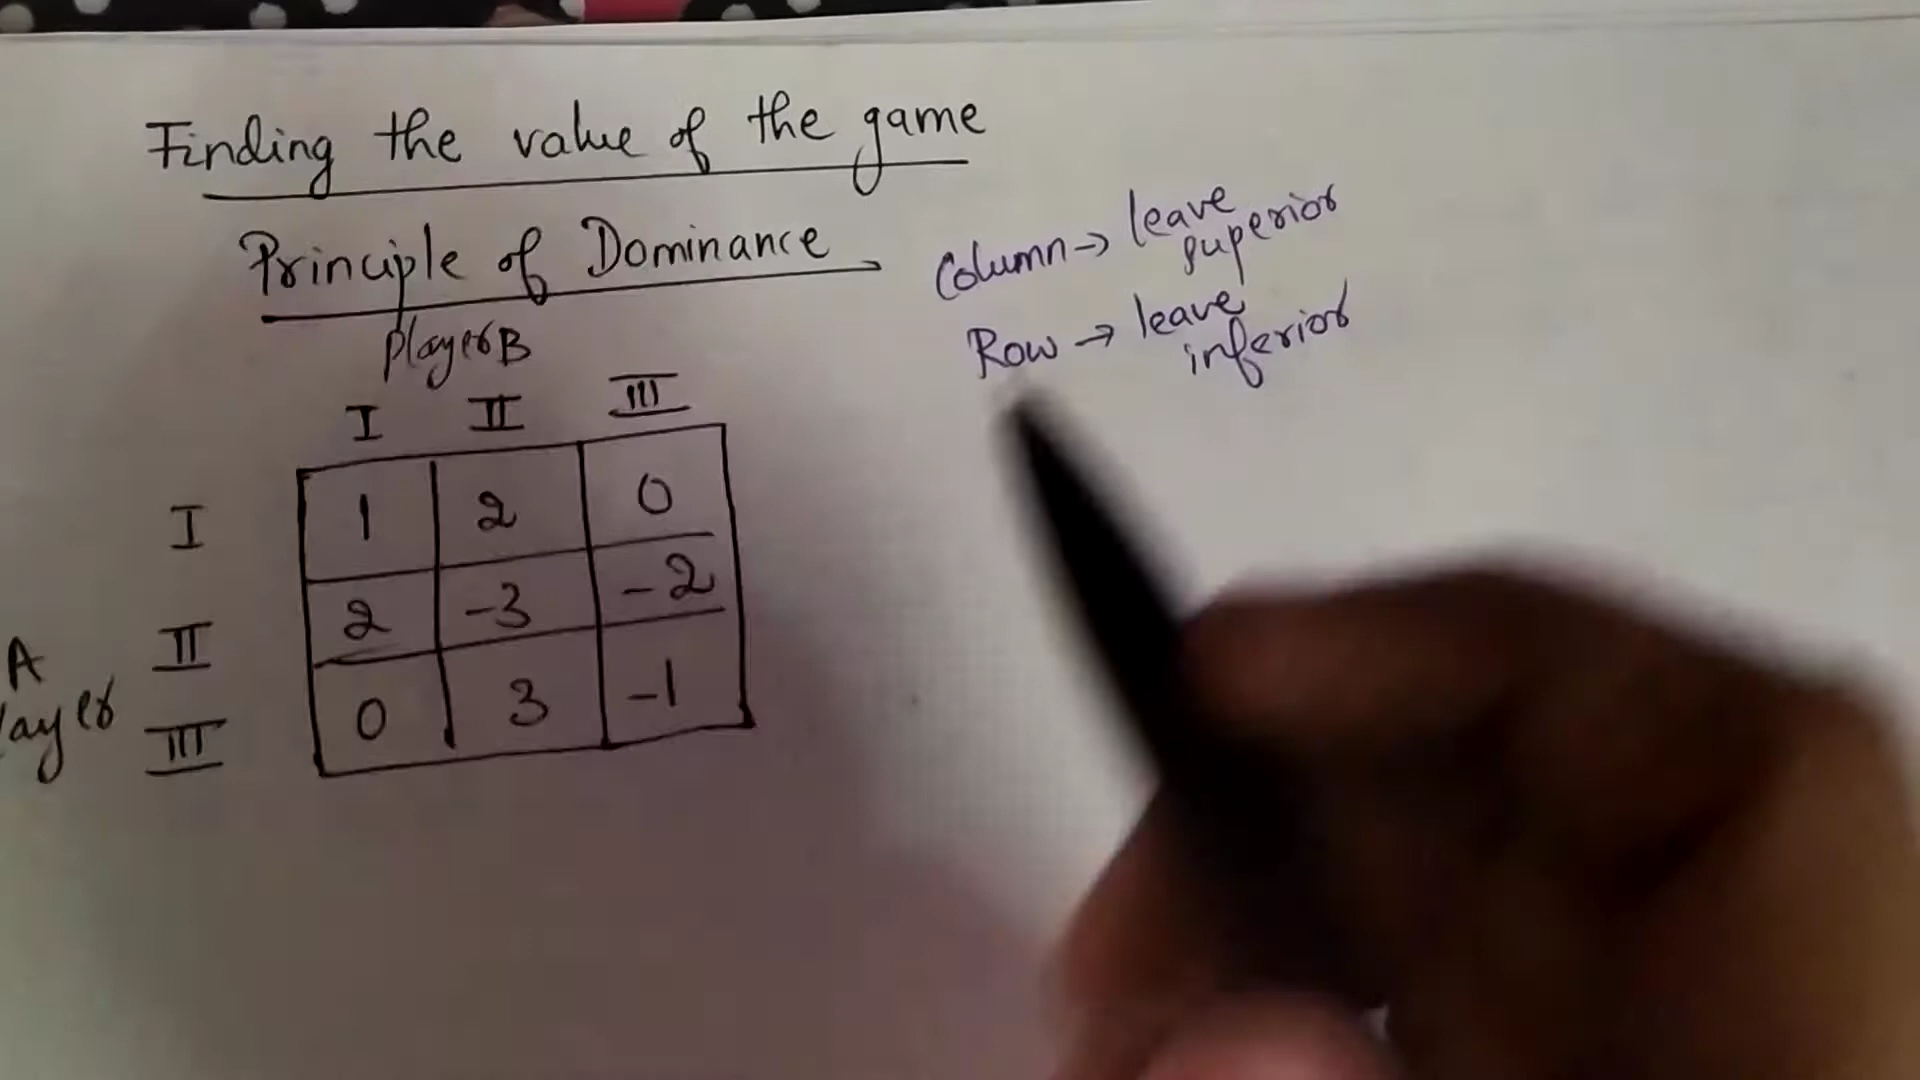 Finding the value of the game
Principle of Dominance
Column → leave superior
Row → leave inferior
Player B
I II III
I 1 2 0
II 2 -3 -2
III 0 3 -1
A